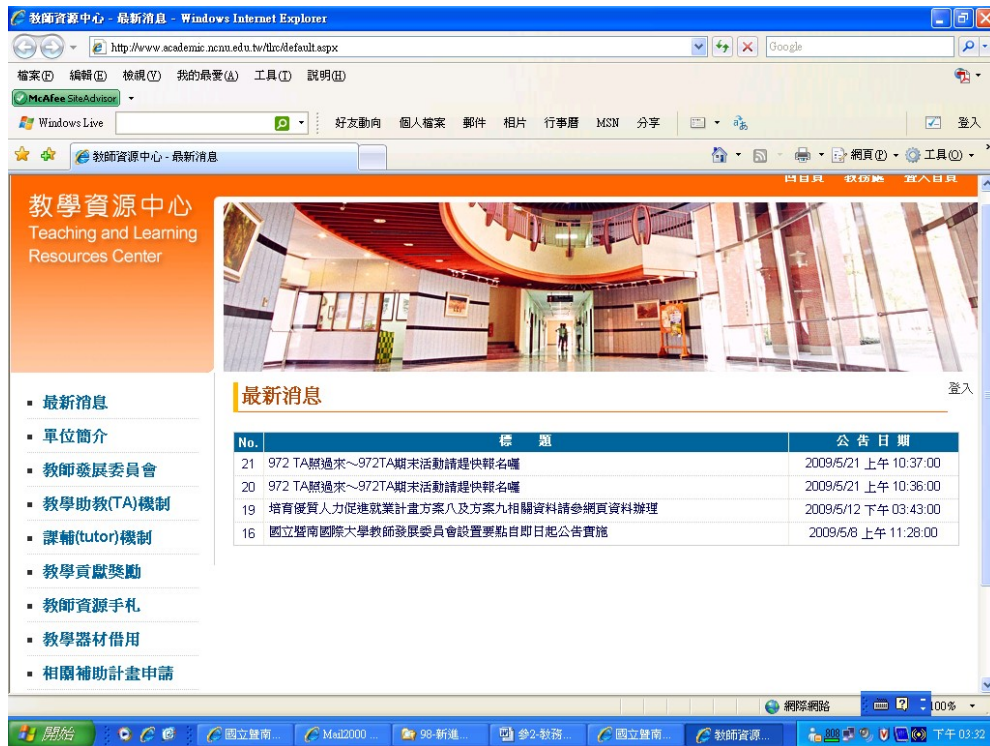 教師資源中心 - 最新消息 - Windows Internet Explorer
http://www.academic.ncnu.edu.tw/tlrc/default.aspx
Google
檔案(F) 編輯(E) 檢視(V) 我的最愛(A) 工具(T) 說明(H)
McAfee SiteAdvisor
Windows Live 好友動向 個人檔案 郵件 相片 行事曆 MSN 分享 登入
教師資源中心 - 最新消息 網頁(P) 工具(O)
回首頁 教務處 登入首頁
教學資源中心
Teaching and Learning
Resources Center
最新消息
單位簡介
教師發展委員會
教學助教(TA)機制
課輔(tutor)機制
教學貢獻獎勵
教師資源手札
教學器材借用
相關補助計畫申請
最新消息
登入
No. 標 題 公 告 日 期
21 972 TA照過來～972TA期末活動請趕快報名囉 2009/5/21 上午 10:37:00
20 972 TA照過來～972TA期末活動請趕快報名囉 2009/5/21 上午 10:36:00
19 培育優質人力促進就業計畫方案八及方案九相關資料請參網頁資料辦理 2009/5/12 下午 03:43:00
16 國立暨南國際大學教師發展委員會設置要點自即日起公告實施 2009/5/8 上午 11:28:00
網際網路 100%
開始 國立暨南... Mail2000 ... 98-新進... 參2-教務... 國立暨南... 教師資源... 808 下午 03:32